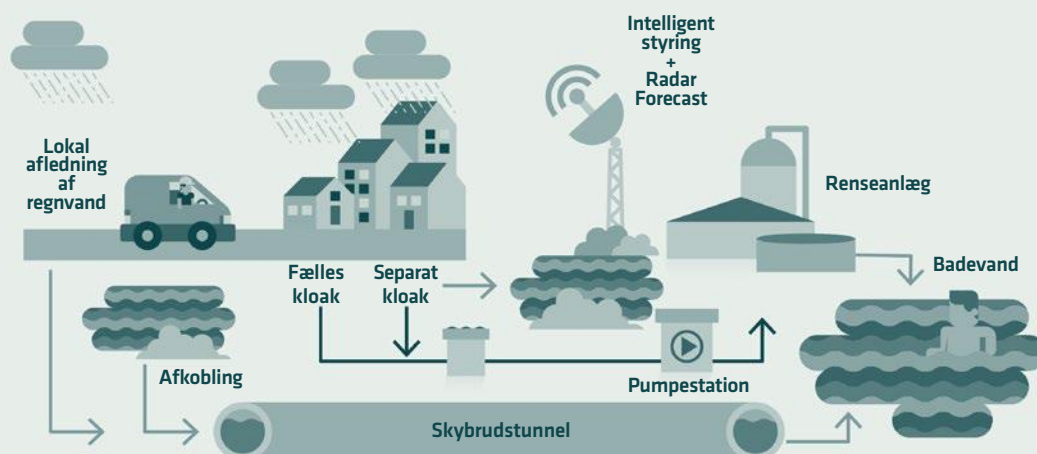 Intelligent
styring
+
Radar
Forecast
Lokal
afledning
af
regnvand
Renseanlæg
Fælles
kloak
Separat
kloak
Badevand
Afkobling
Pumpestation
Skybrudstunnel